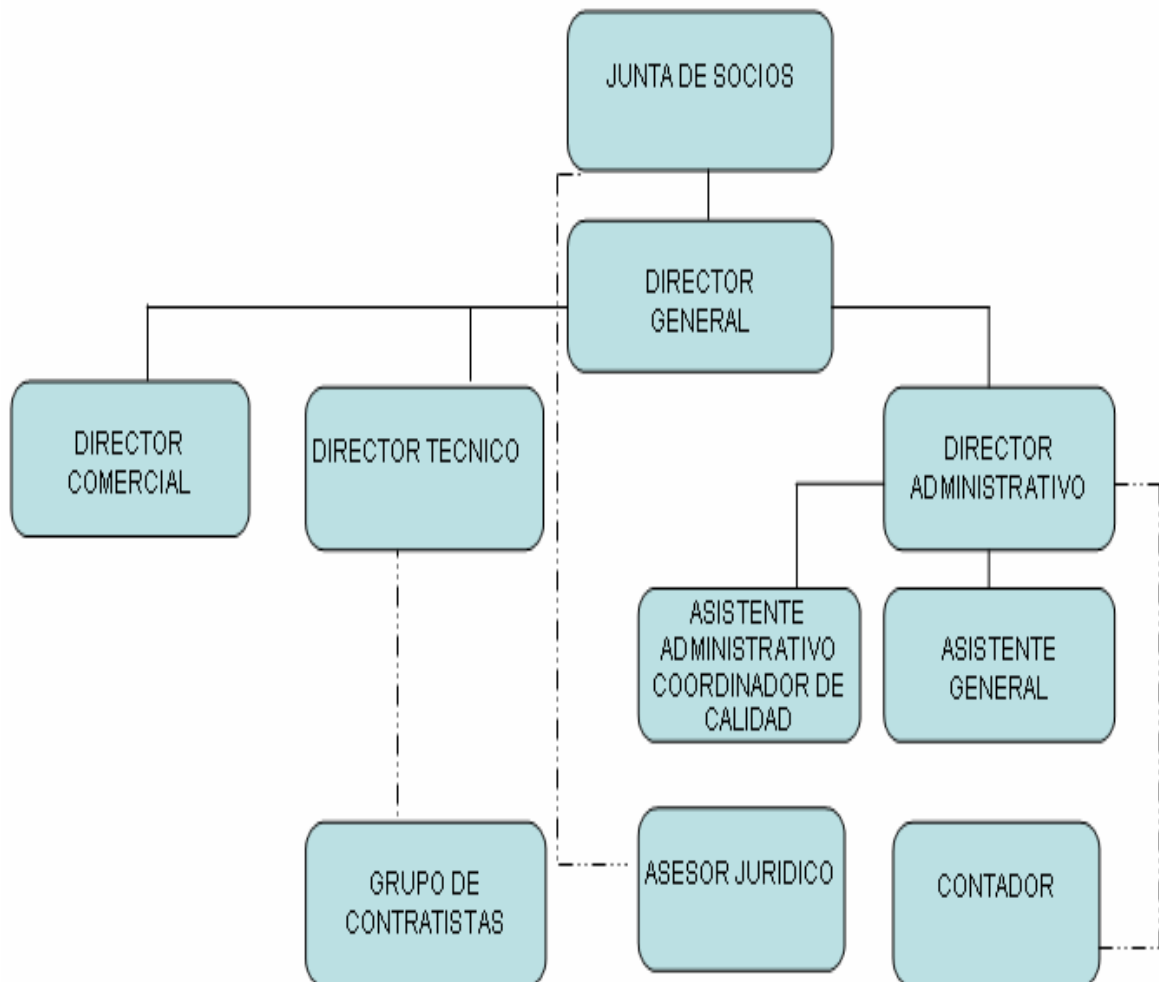 JUNTA DE SOCIOS
DIRECTOR
GENERAL
DIRECTOR
COMERCIAL
DIRECTOR TECNICO
DIRECTOR
ADMINISTRATIVO
ASISTENTE
ADMINISTRATIVO
COORDINADOR DE
CALIDAD
ASISTENTE
GENERAL
GRUPO DE
CONTRATISTAS
ASESOR JURIDICO
CONTADOR